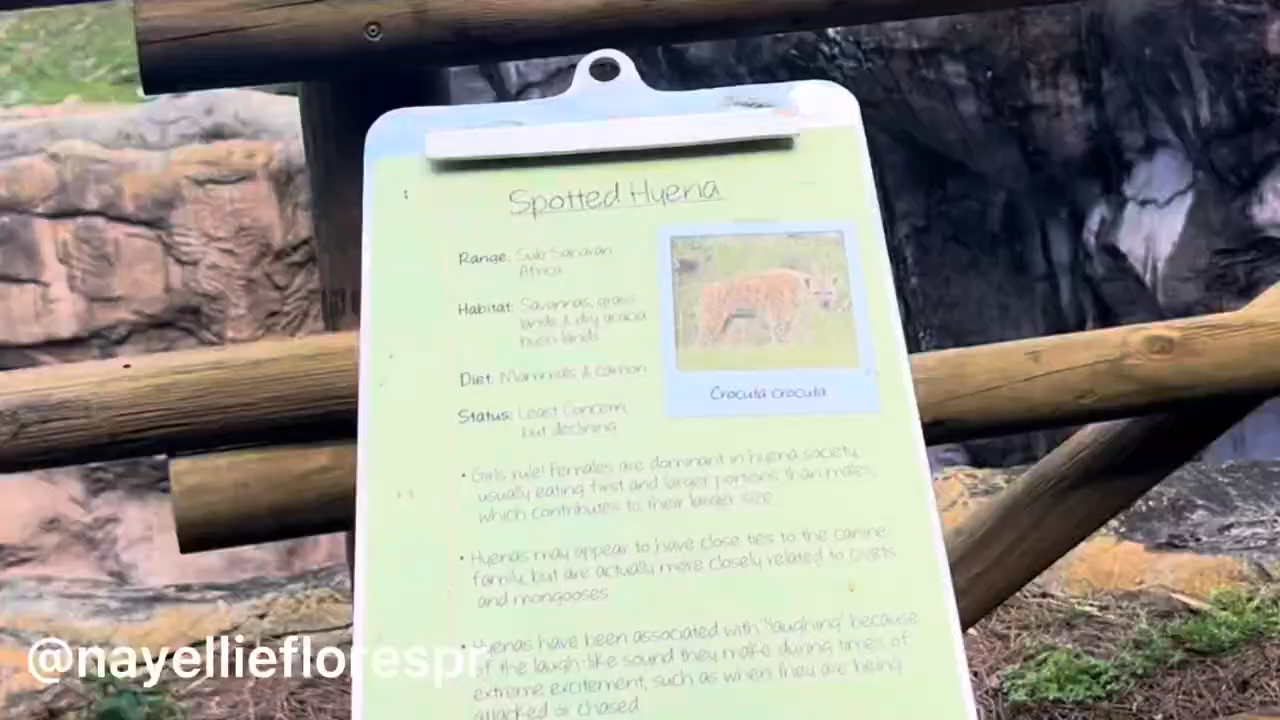 Spotted Hyena
Range: Sub-Saharan
Africa
Habitat: Savannas, grass
lands & dry acacia
bush lands
Diet: Mammals & carrion
Status: Least Concern,
but declining
Crocuta crocuta
• Girls rule! Females are dominant in hyena society,
usually eating first and larger portions than males,
which contributes to their larger size.
• Hyenas may appear to have close ties to the canine
family, but are actually more closely related to civets
and mongooses.
• Hyenas have been associated with "laughing" because
of the laugh-like sound they make during times of
extreme excitement, such as when they are being
attacked or chased.
@nayellieflorespr